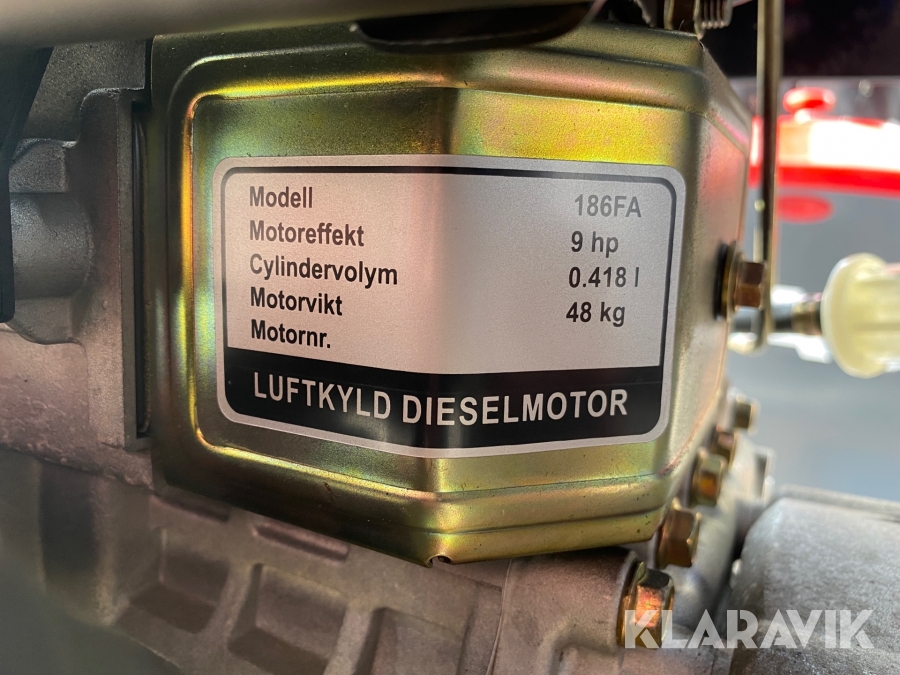 Modell 186FA
Motoreffekt 9 hp
Cylindervolym 0.418 l
Motorvikt 48 kg
Motornr.
LUFTKYLD DIESELMOTOR
KLARAVIK